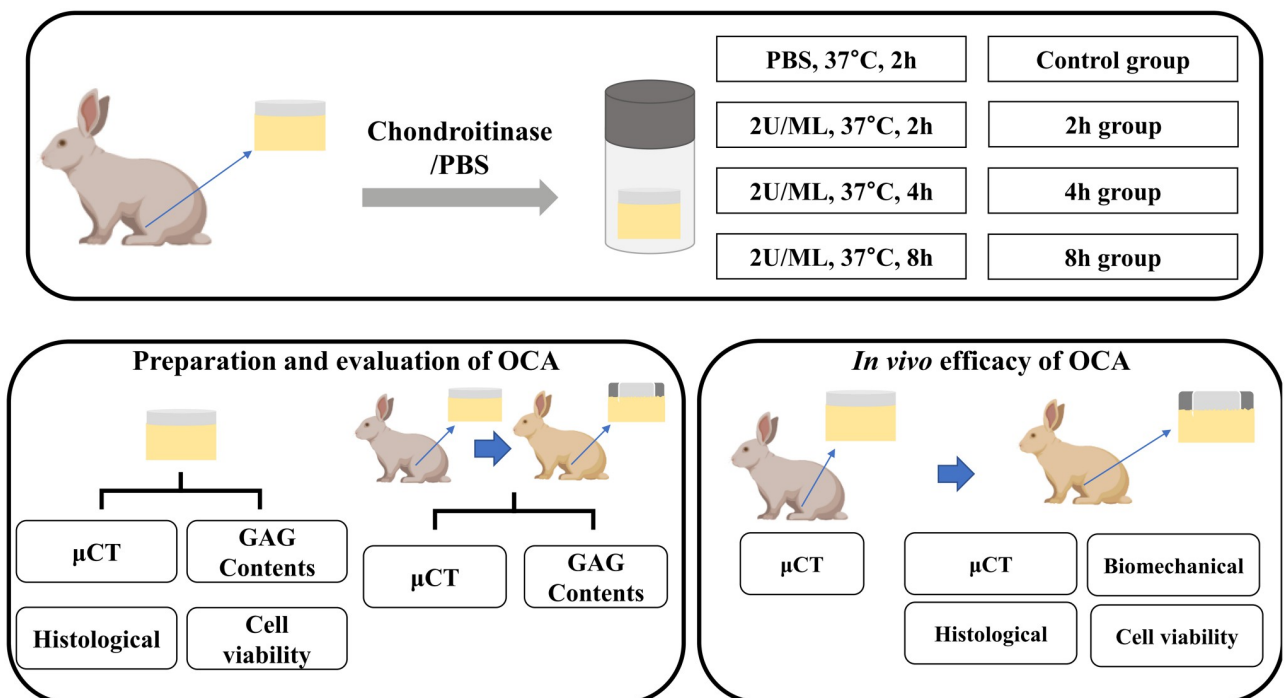 Chondroitinase
/PBS
PBS, 37°C, 2h
Control group
2U/ML, 37°C, 2h
2h group
2U/ML, 37°C, 4h
4h group
2U/ML, 37°C, 8h
8h group
Preparation and evaluation of OCA
μCT
GAG
Contents
Histological
Cell
viability
μCT
GAG
Contents
In vivo efficacy of OCA
μCT
μCT
Biomechanical
Histological
Cell viability